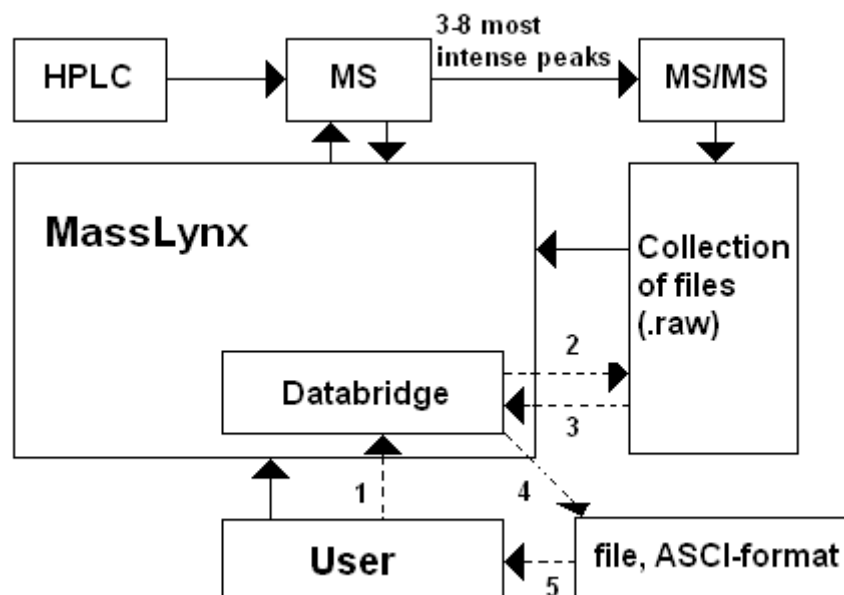 3-8 most
intense peaks
HPLC
MS
MS/MS
MassLynx
Collection
of files
(.raw)
2
Databridge
3
1
4
User
file, ASCI-format
5